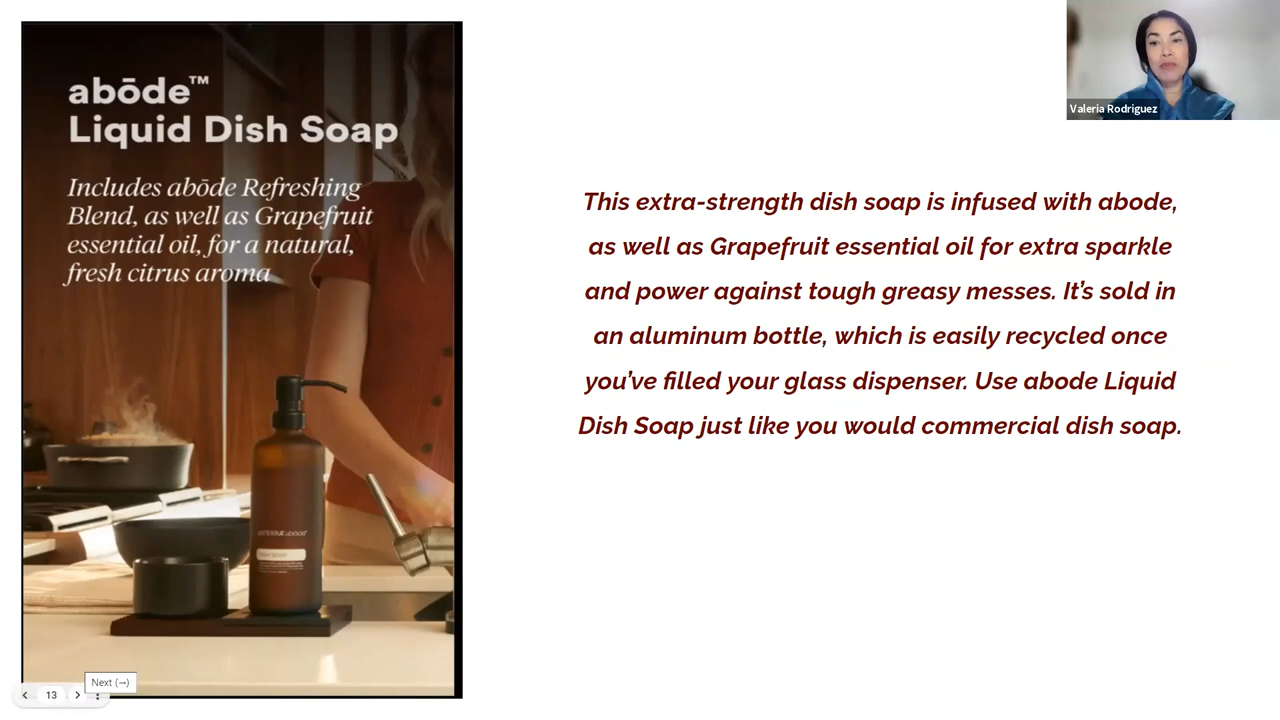 abōde™
Liquid Dish Soap
Includes abōde Refreshing
Blend, as well as Grapefruit
essential oil, for a natural,
fresh citrus aroma
DISH SOAP
Next (→)
13
This extra-strength dish soap is infused with abode,
as well as Grapefruit essential oil for extra sparkle
and power against tough greasy messes. It’s sold in
an aluminum bottle, which is easily recycled once
you’ve filled your glass dispenser. Use abode Liquid
Dish Soap just like you would commercial dish soap.
Valeria Rodriguez